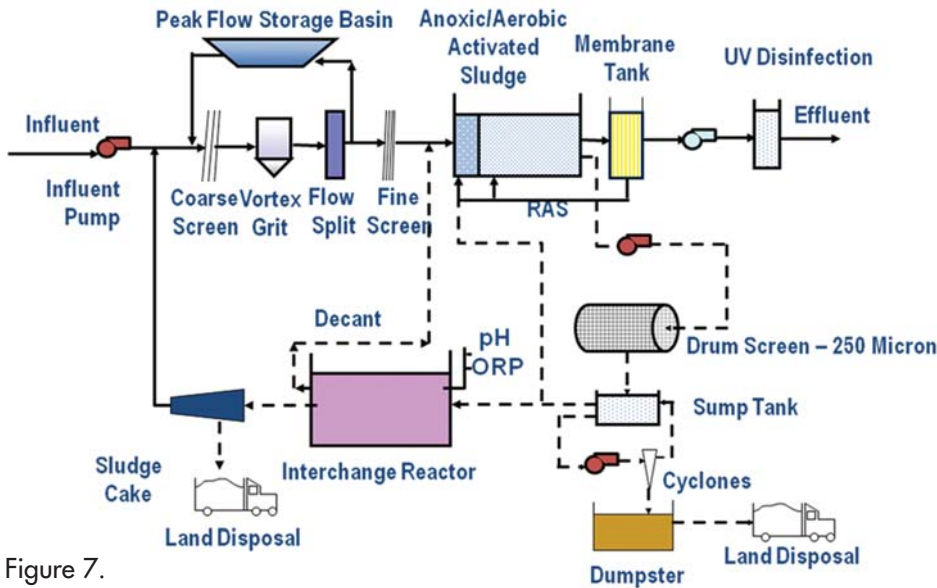 Peak Flow Storage Basin
Anoxic/Aerobic
Activated
Sludge
Membrane
Tank
UV Disinfection
Influent
Effluent
Influent
Pump
Coarse
Screen
Vortex
Grit
Flow
Split
Fine
Screen
RAS
Decant
pH
ORP
Drum Screen – 250 Micron
Sump Tank
Interchange Reactor
Sludge
Cake
Cyclones
Land Disposal
Land Disposal
Dumpster
Figure 7.